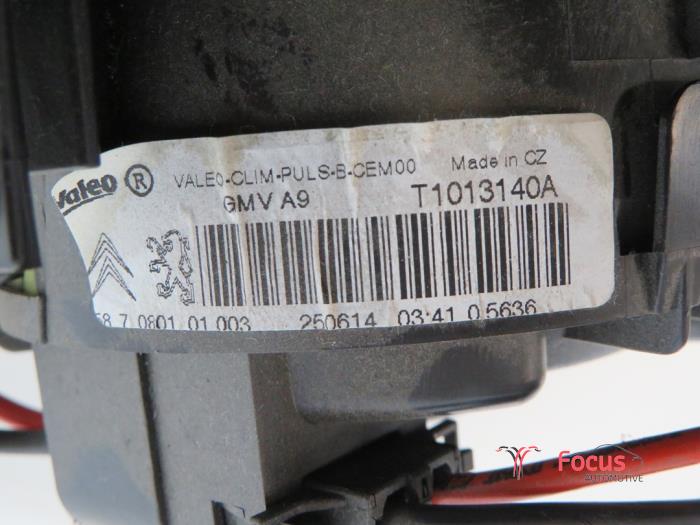 Valeo ® VALEO-CLIM-PULS-B-CEM00 Made in CZ
GMV A9 T1013140A
58 7 0801 01 003 250614 03:41 0 5636
Focus
AUTOMOTIVE